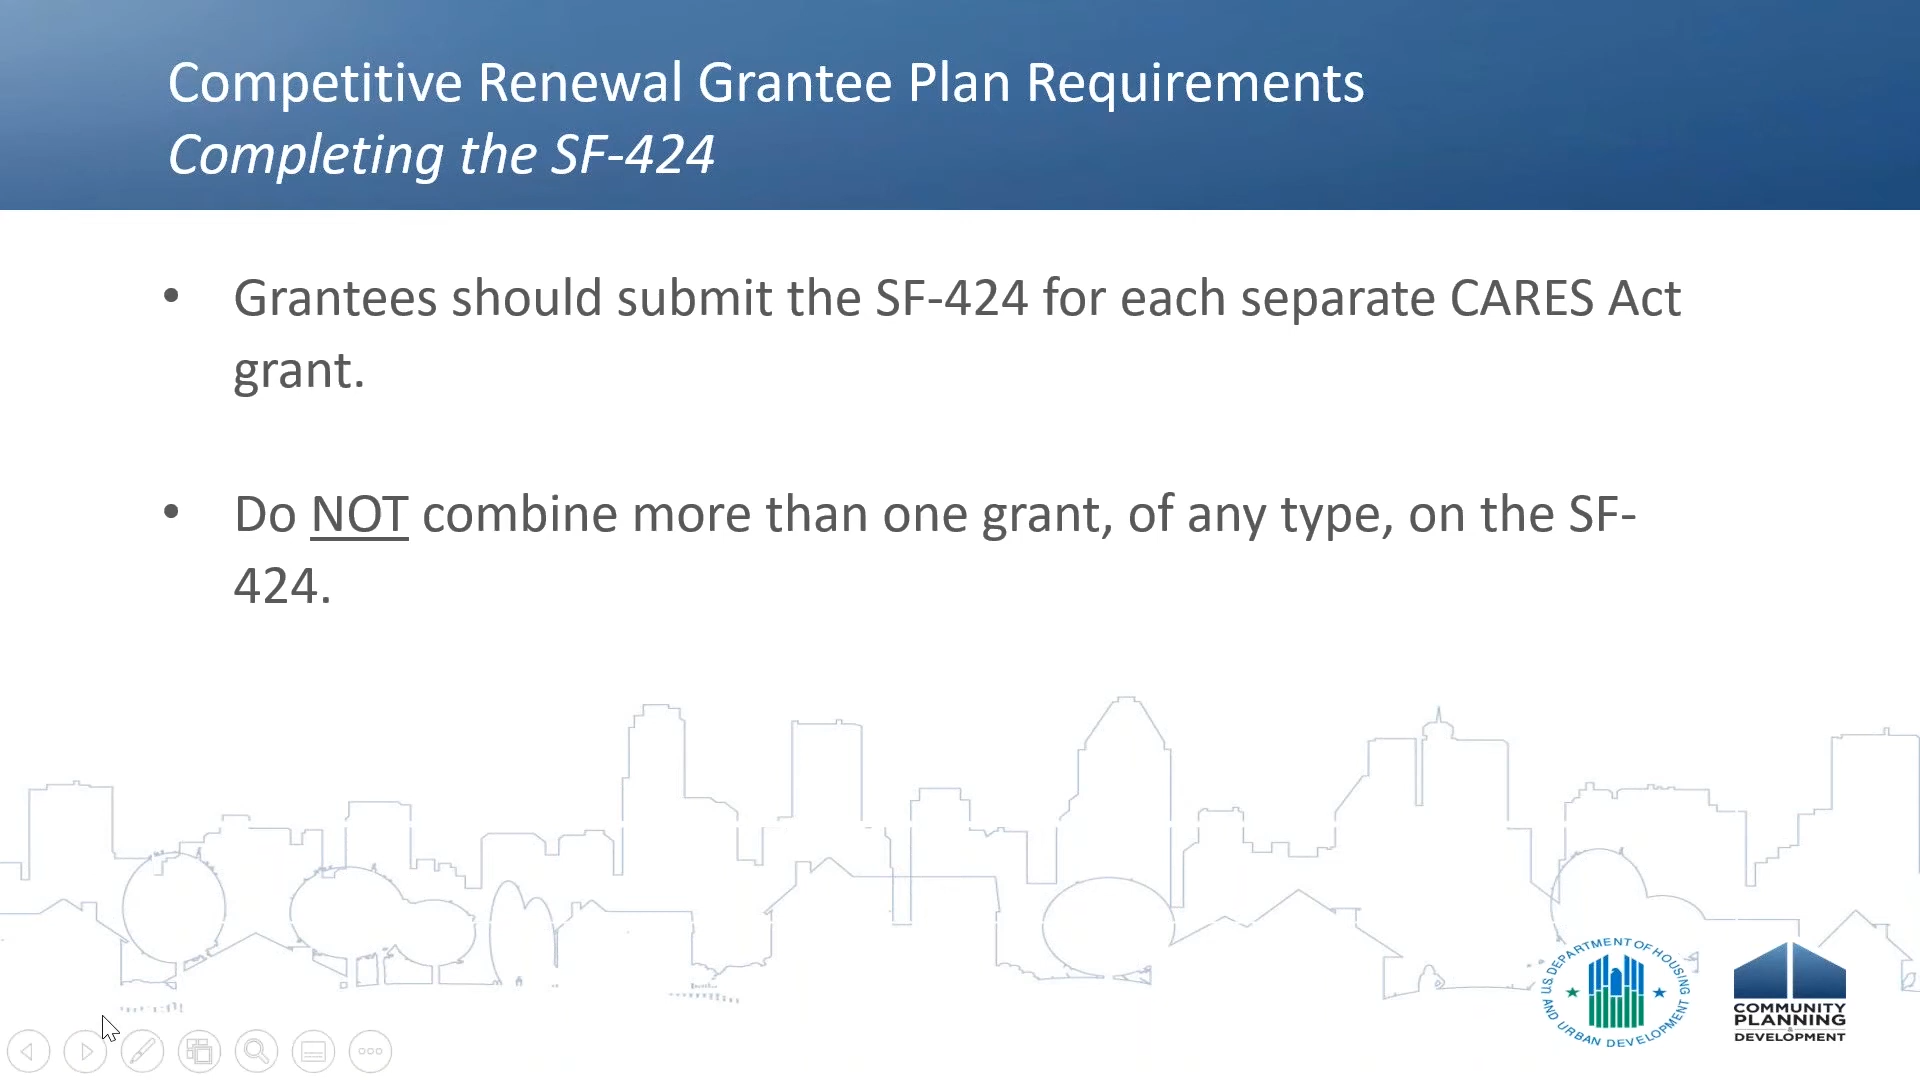 Competitive Renewal Grantee Plan Requirements
Completing the SF-424
• Grantees should submit the SF-424 for each separate CARES Act
grant.
• Do NOT combine more than one grant, of any type, on the SF-
424.
U.S. DEPARTMENT OF HOUSING
AND URBAN DEVELOPMENT
COMMUNITY
PLANNING
&
DEVELOPMENT